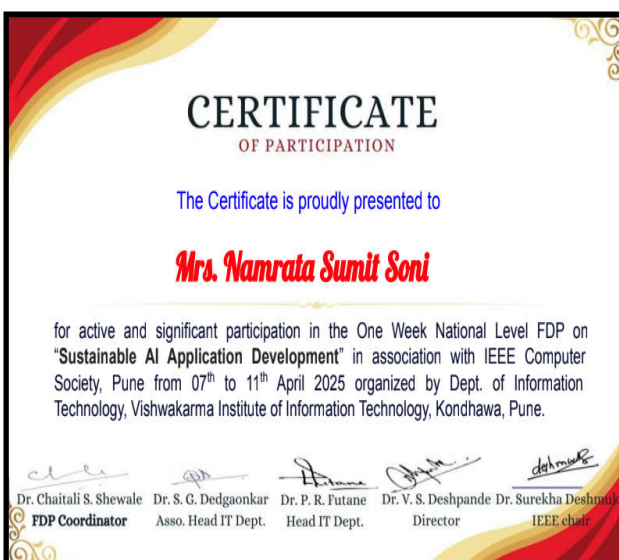 CERTIFICATE
OF PARTICIPATION
The Certificate is proudly presented to
Mrs. Namrata Sumit Soni
for active and significant participation in the One Week National Level FDP on
“Sustainable AI Application Development” in association with IEEE Computer
Society, Pune from 07th to 11th April 2025 organized by Dept. of Information
Technology, Vishwakarma Institute of Information Technology, Kondhawa, Pune.
Dr. Chaitali S. Shewale Dr. S. G. Dedgaonkar Dr. P. R. Futane Dr. V. S. Deshpande Dr. Surekha Deshmuk
FDP Coordinator Asso. Head IT Dept. Head IT Dept. Director IEEE chair